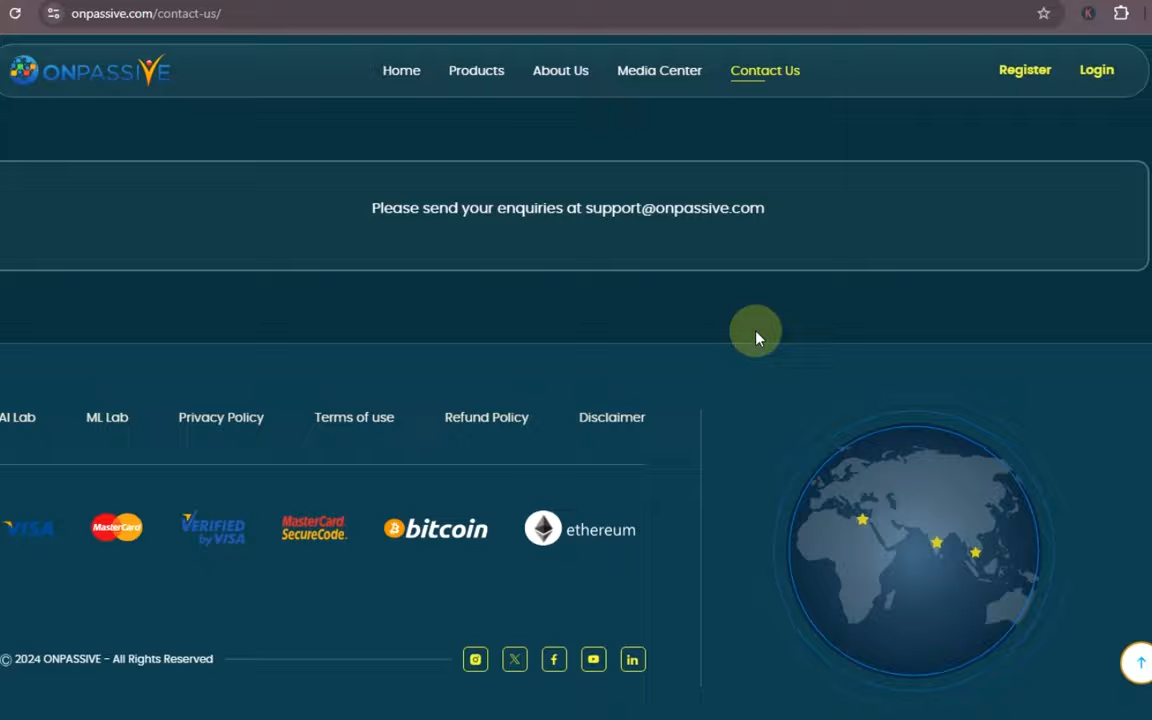 onpassive.com/contact-us/
K
ONPASSIVE
Home Products About Us Media Center Contact Us Register Login
Please send your enquiries at support@onpassive.com
AI Lab ML Lab Privacy Policy Terms of use Refund Policy Disclaimer
VISA MasterCard VERIFIED by VISA MasterCard. SecureCode. bitcoin ethereum
© 2024 ONPASSIVE - All Rights Reserved